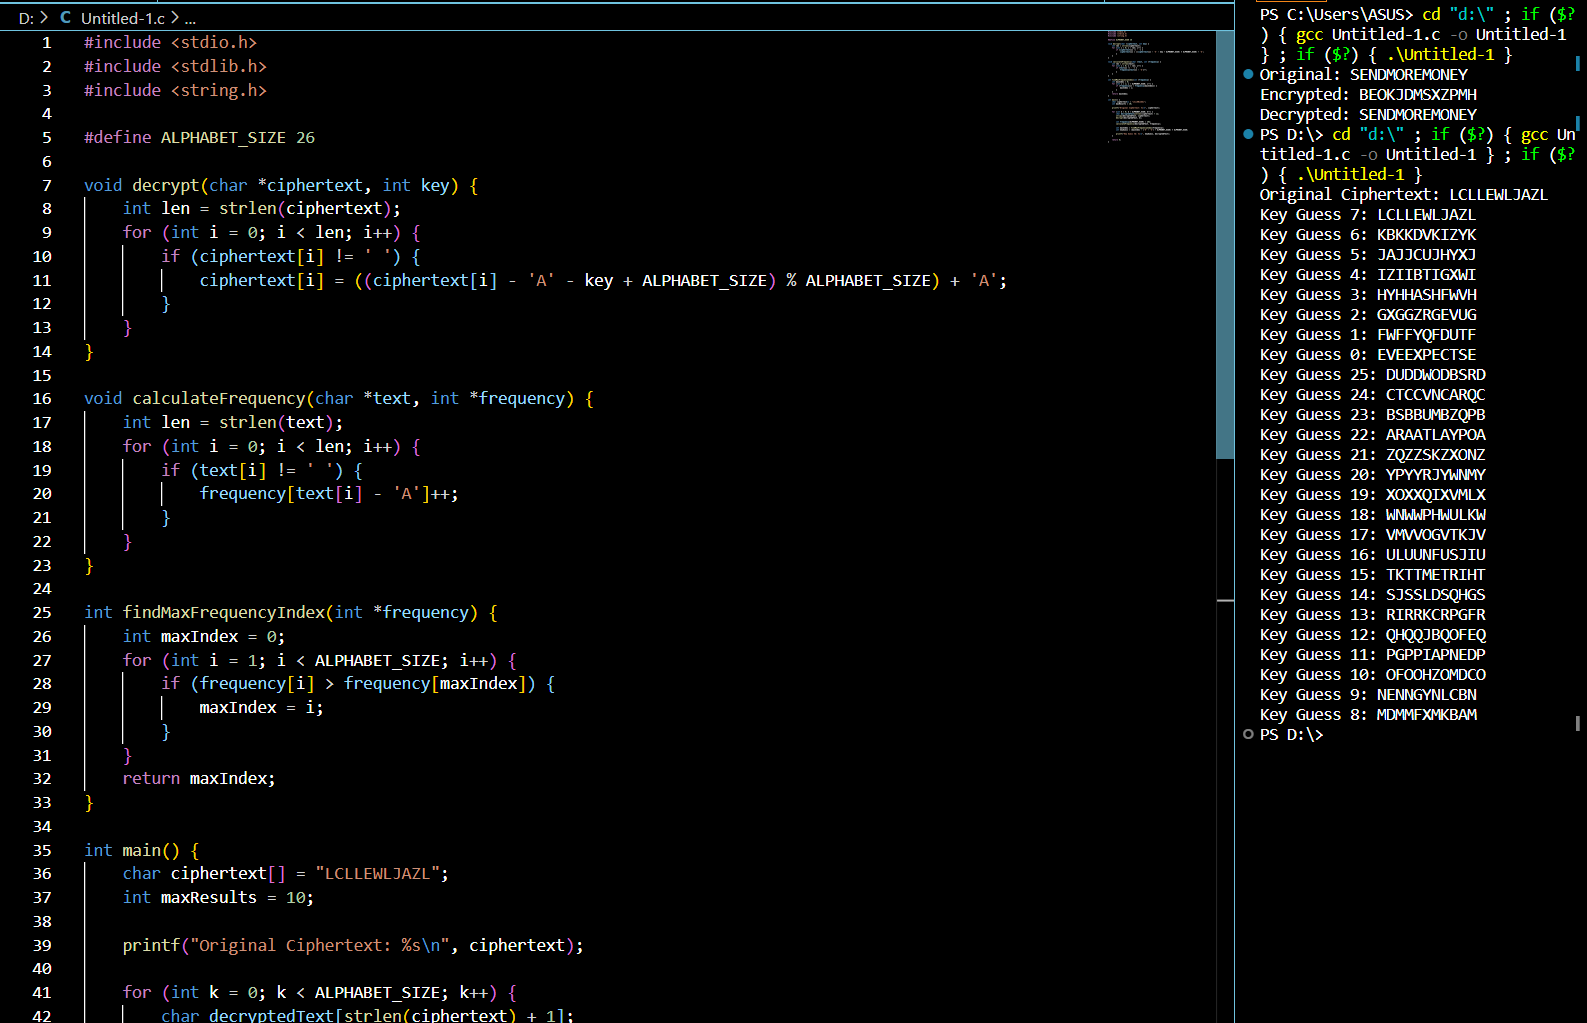 D: > C Untitled-1.c > ...
1 #include <stdio.h>
2 #include <stdlib.h>
3 #include <string.h>
4
5 #define ALPHABET_SIZE 26
6
7 void decrypt(char *ciphertext, int key) {
8     int len = strlen(ciphertext);
9     for (int i = 0; i < len; i++) {
10         if (ciphertext[i] != ' ') {
11             ciphertext[i] = ((ciphertext[i] - 'A' - key + ALPHABET_SIZE) % ALPHABET_SIZE) + 'A';
12         }
13     }
14 }
15
16 void calculateFrequency(char *text, int *frequency) {
17     int len = strlen(text);
18     for (int i = 0; i < len; i++) {
19         if (text[i] != ' ') {
20             frequency[text[i] - 'A']++;
21         }
22     }
23 }
24
25 int findMaxFrequencyIndex(int *frequency) {
26     int maxIndex = 0;
27     for (int i = 1; i < ALPHABET_SIZE; i++) {
28         if (frequency[i] > frequency[maxIndex]) {
29             maxIndex = i;
30         }
31     }
32     return maxIndex;
33 }
34
35 int main() {
36     char ciphertext[] = "LCLLEWLJAZL";
37     int maxResults = 10;
38
39     printf("Original Ciphertext: %s\n", ciphertext);
40
41     for (int k = 0; k < ALPHABET_SIZE; k++) {
42         char decryptedText[strlen(ciphertext) + 1];
PS C:\Users\ASUS> cd "d:\" ; if ($?
) { gcc Untitled-1.c -o Untitled-1
} ; if ($?) { .\Untitled-1 }
Original: SENDMOREMONEY
Encrypted: BEOKJDMSXZPMH
Decrypted: SENDMOREMONEY
PS D:\> cd "d:\" ; if ($?) { gcc Un
titled-1.c -o Untitled-1 } ; if ($?
) { .\Untitled-1 }
Original Ciphertext: LCLLEWLJAZL
Key Guess 7: LCLLEWLJAZL
Key Guess 6: KBKKDVKIZYK
Key Guess 5: JAJJCUJHYXJ
Key Guess 4: IZIIBTIGXWI
Key Guess 3: HYHHASHFWVH
Key Guess 2: GXGGZRGEVUG
Key Guess 1: FWFFYQFDUTF
Key Guess 0: EVEEXPECTSE
Key Guess 25: DUDDWODBSRD
Key Guess 24: CTCCVNCARQC
Key Guess 23: BSBBUMBZQPB
Key Guess 22: ARAATLAYPOA
Key Guess 21: ZQZZSKZXONZ
Key Guess 20: YPYYRJYWNMY
Key Guess 19: XOXXQIXVMLX
Key Guess 18: WNWWPHWULKW
Key Guess 17: VMVVOGVTKJV
Key Guess 16: ULUUNFUSJIU
Key Guess 15: TKTTMETRIHT
Key Guess 14: SJSSLDSQHGS
Key Guess 13: RIRRKCRPGFR
Key Guess 12: QHQQJBQOFEQ
Key Guess 11: PGPPIAPNEDP
Key Guess 10: OFOOHZOMDCO
Key Guess 9: NENNGYNLCBN
Key Guess 8: MDMMFXMKBAM
PS D:\>